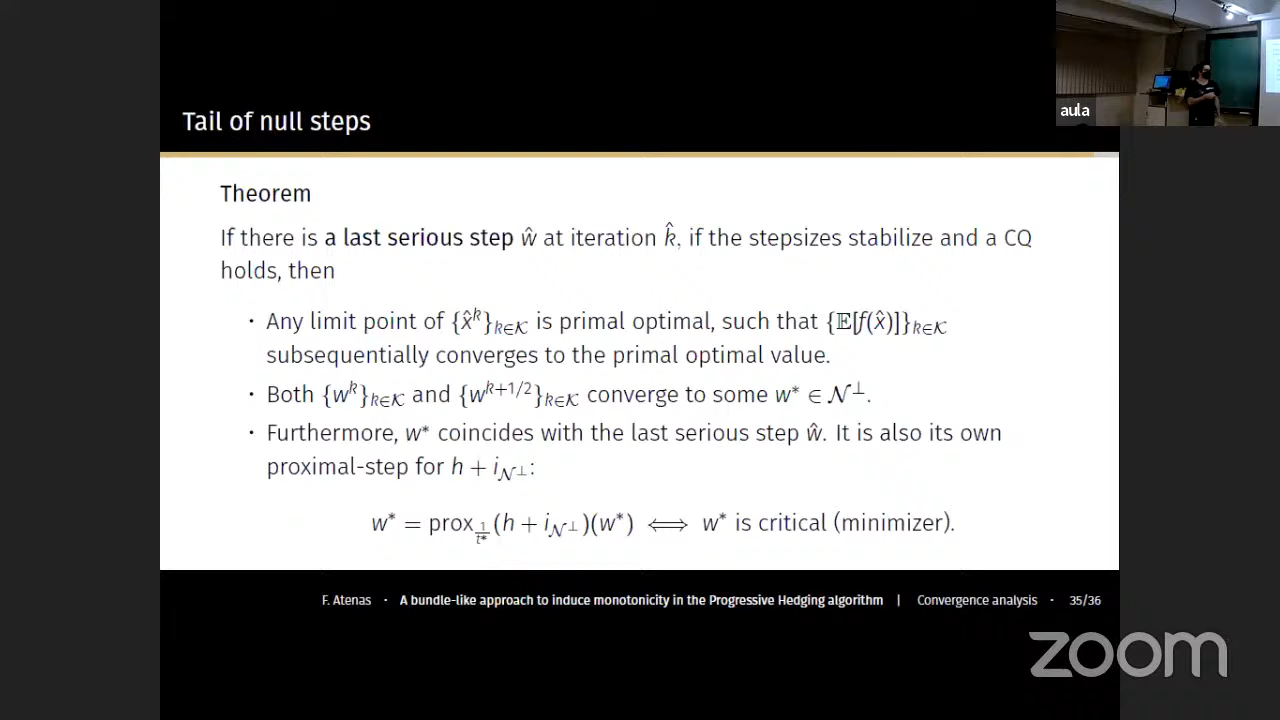 aula
Tail of null steps
Theorem
If there is a last serious step ŵ at iteration k̂, if the stepsizes stabilize and a CQ
holds, then
· Any limit point of {x̂ᵏ}ₖ∈𝒦 is primal optimal, such that {𝔼[f(x̂)]}ₖ∈𝒦
subsequentially converges to the primal optimal value.
· Both {wᵏ}ₖ∈𝒦 and {wᵏ⁺¹/²}ₖ∈𝒦 converge to some w* ∈ 𝒩⊥.
· Furthermore, w* coincides with the last serious step ŵ. It is also its own
proximal-step for h + i_𝒩⊥:
w* = prox_{1/t*}(h + i_𝒩⊥)(w*) ⟺ w* is critical (minimizer).
F. Atenas · A bundle-like approach to induce monotonicity in the Progressive Hedging algorithm | Convergence analysis · 35/36
zoom